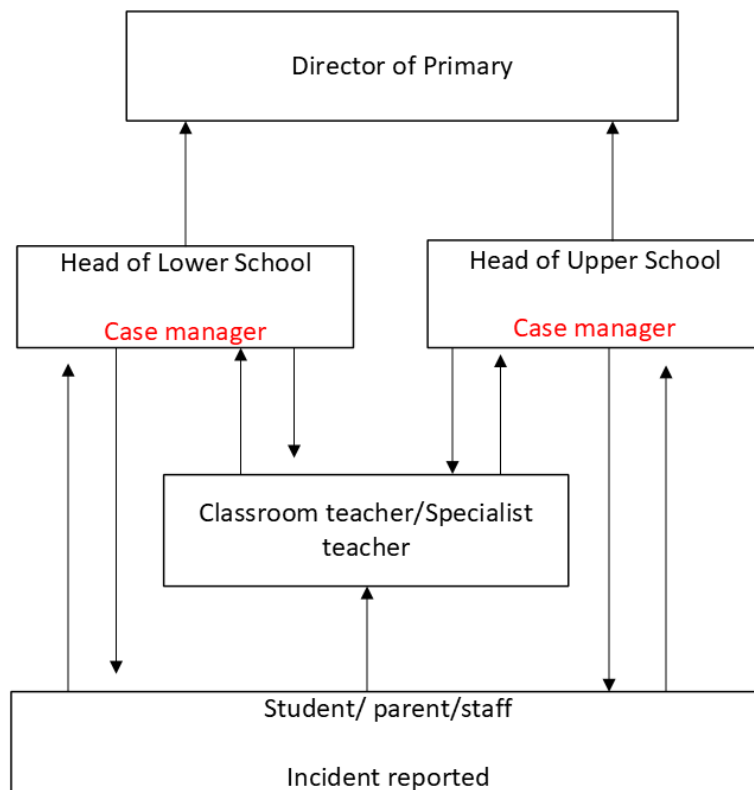 Director of Primary
Head of Lower School
Case manager
Head of Upper School
Case manager
Classroom teacher/Specialist
teacher
Student/ parent/staff
Incident reported